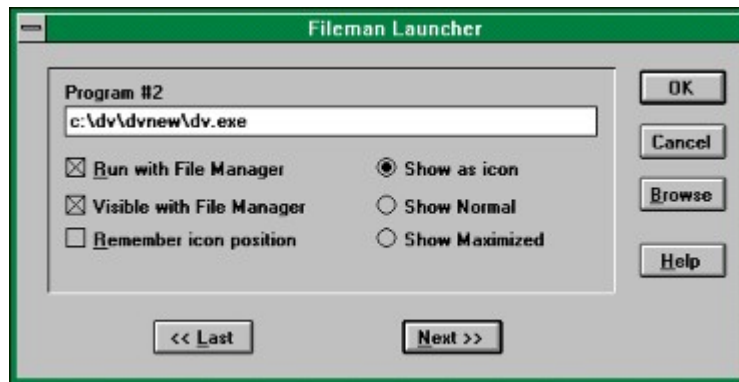 Fileman Launcher
Program #2
c:\dv\dvnew\dv.exe
Run with File Manager
Visible with File Manager
Remember icon position
Show as icon
Show Normal
Show Maximized
OK
Cancel
Browse
Help
<< Last
Next >>